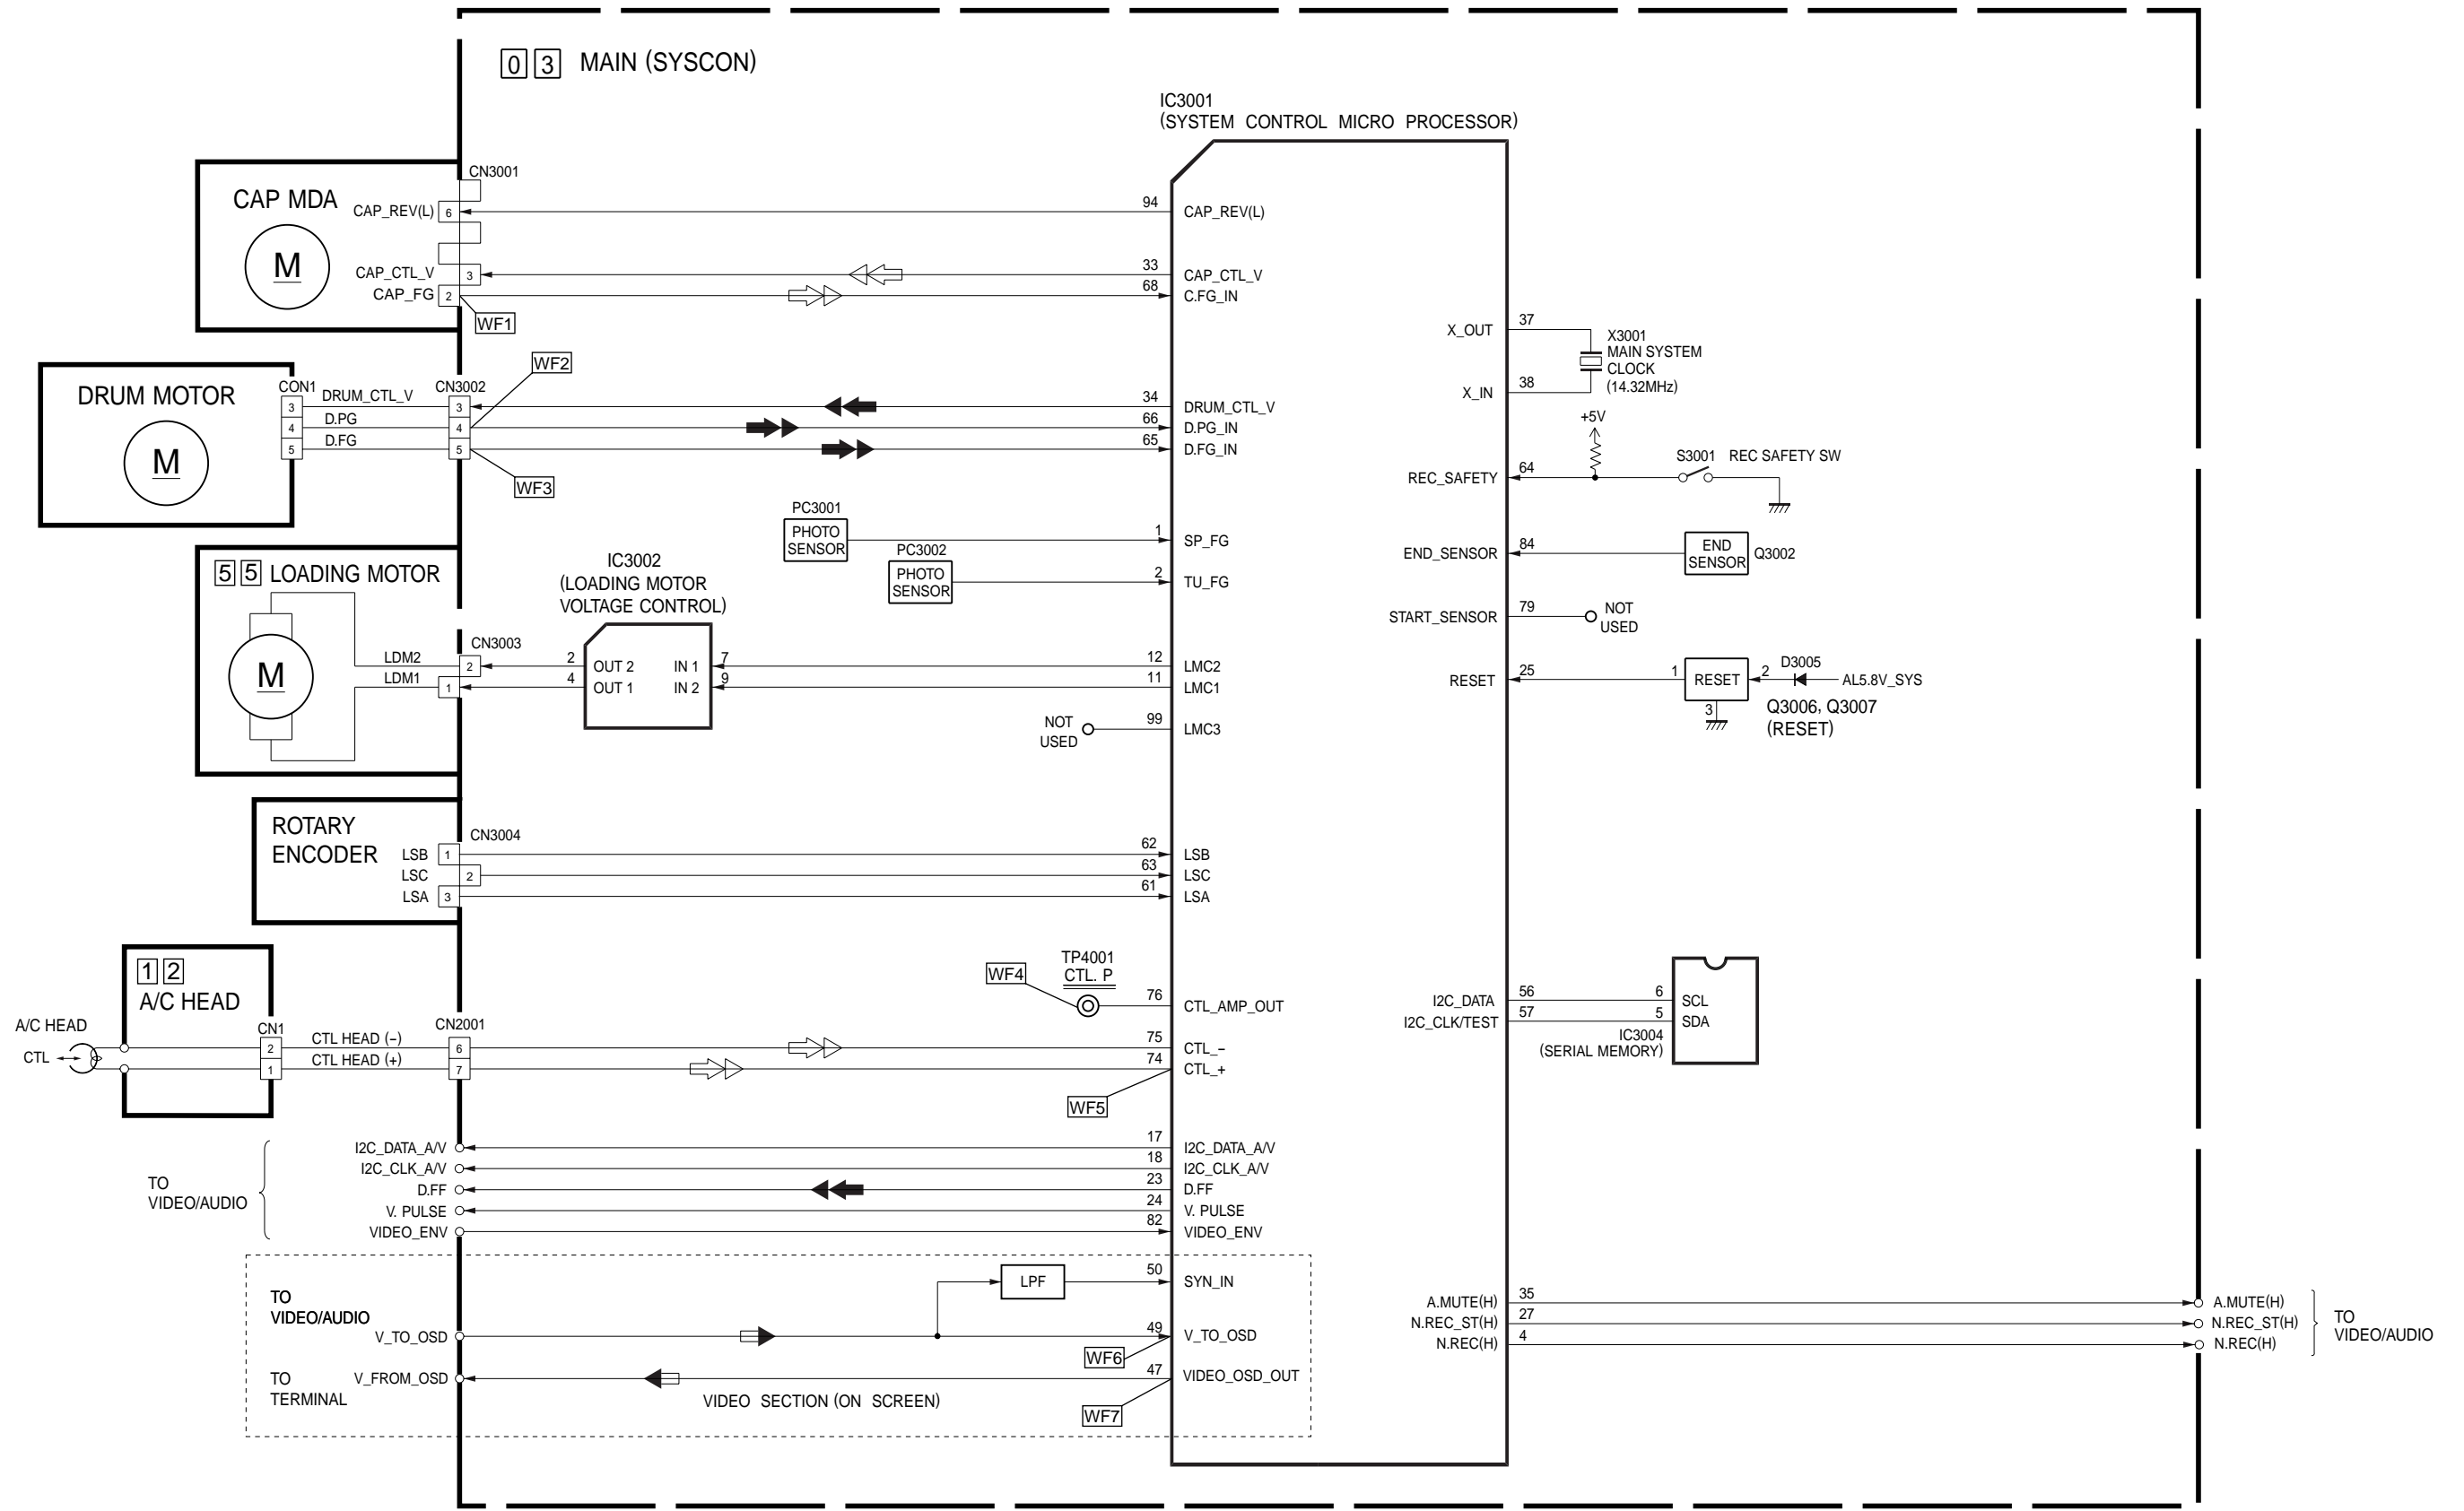 0 3 MAIN (SYSCON)
IC3001
(SYSTEM CONTROL MICRO PROCESSOR)
CN3001
CAP MDA
M
CAP_REV(L) 6 94 CAP_REV(L)
CAP_CTL_V 3 33 CAP_CTL_V
CAP_FG 2 68 C.FG_IN
WF1
X_OUT 37
X3001
MAIN SYSTEM
CLOCK
(14.32MHz)
X_IN 38
WF2
DRUM MOTOR
M
CON1 CN3002
3 DRUM_CTL_V 3 34 DRUM_CTL_V
4 D.PG 4 66 D.PG_IN
5 D.FG 5 65 D.FG_IN
WF3
+5V
S3001 REC SAFETY SW
REC_SAFETY 64
PC3001
PHOTO
SENSOR
1 SP_FG
PC3002
PHOTO
SENSOR
2 TU_FG
END_SENSOR 84
END
SENSOR
Q3002
START_SENSOR 79
NOT
USED
5 5 LOADING MOTOR
M
IC3002
(LOADING MOTOR
VOLTAGE CONTROL)
CN3003
LDM2 2 2 OUT 2 IN 1 7 12 LMC2
LDM1 1 4 OUT 1 IN 2 9 11 LMC1
NOT
USED
99 LMC3
RESET 25 1 RESET 2 D3005 AL5.8V_SYS
3
Q3006, Q3007
(RESET)
ROTARY
ENCODER
CN3004
LSB 1 62 LSB
LSC 2 63 LSC
LSA 3 61 LSA
1 2
A/C HEAD
A/C HEAD
CTL
WF4
TP4001
CTL. P
76 CTL_AMP_OUT
CN1 CN2001
2 CTL HEAD (−) 6 75 CTL_−
1 CTL HEAD (+) 7 74 CTL_+
WF5
I2C_DATA 56 6 SCL
I2C_CLK/TEST 57 5 SDA
IC3004
(SERIAL MEMORY)
TO
VIDEO/AUDIO
I2C_DATA_A/V 17 I2C_DATA_A/V
I2C_CLK_A/V 18 I2C_CLK_A/V
D.FF 23 D.FF
V. PULSE 24 V. PULSE
VIDEO_ENV 82 VIDEO_ENV
LPF 50 SYN_IN
TO
VIDEO/AUDIO
V_TO_OSD 49 V_TO_OSD
WF6
TO
TERMINAL
V_FROM_OSD 47 VIDEO_OSD_OUT
VIDEO SECTION (ON SCREEN)
WF7
A.MUTE(H) 35 A.MUTE(H)
N.REC_ST(H) 27 N.REC_ST(H)
N.REC(H) 4 N.REC(H)
TO
VIDEO/AUDIO